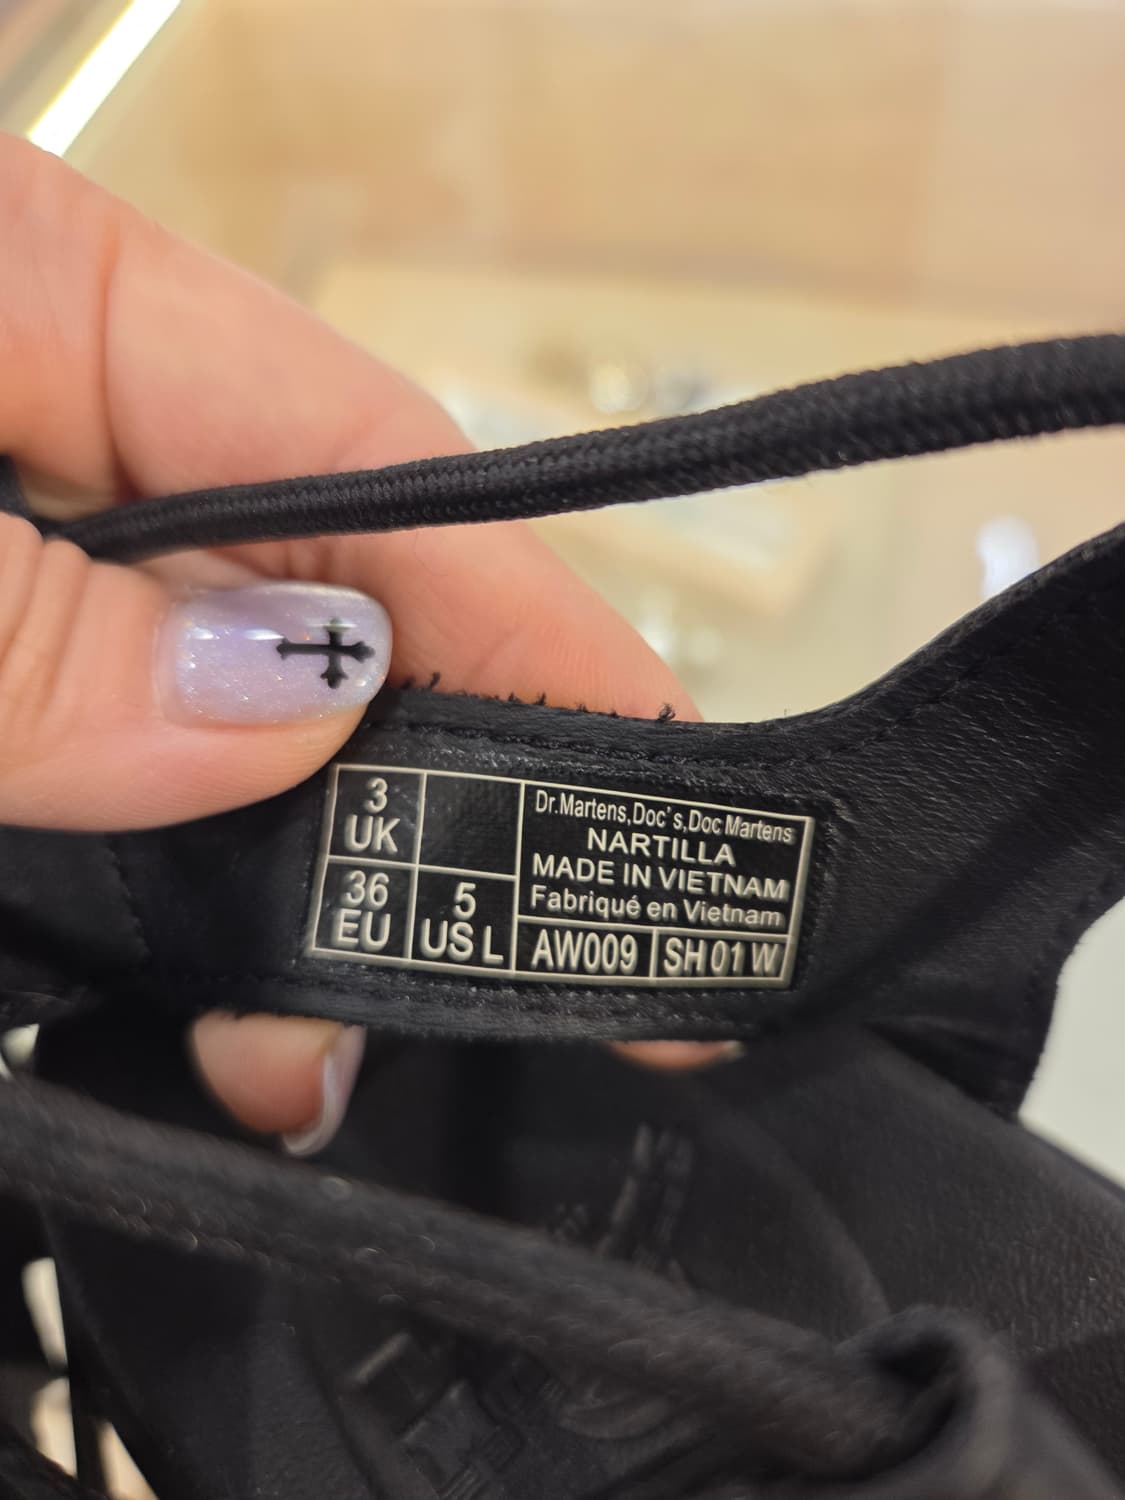 3
UK
36
EU
5
US L
Dr.Martens,Doc's,Doc Martens
NARTILLA
MADE IN VIETNAM
Fabriqué en Vietnam
AW009
SH 01 W